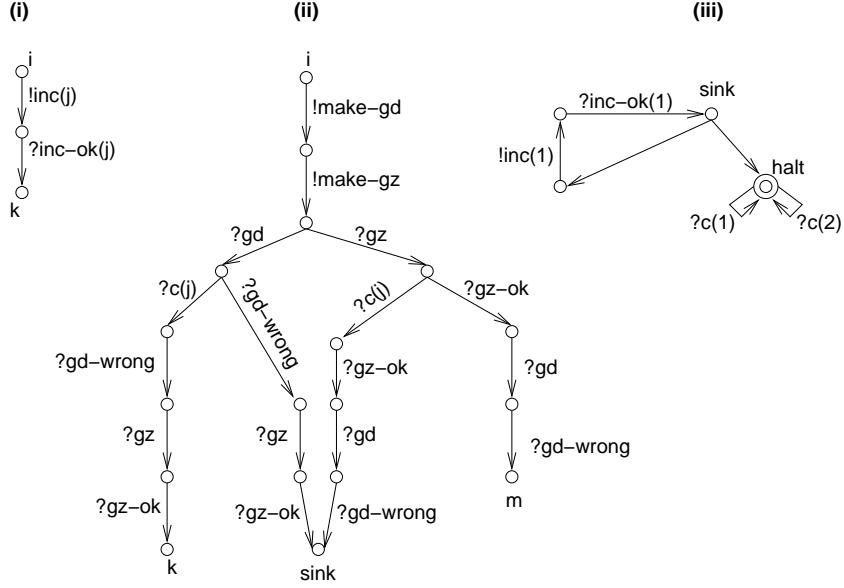 (i)
i
!inc(j)
?inc–ok(j)
k
(ii)
i
!make–gd
!make–gz
?gd
?gz
?c(j)
?gd–wrong
?c(j)
?gz–ok
?gd–wrong
?gz
?gz–ok
k
?gz
?gz–ok
?gz–ok
?gd
?gd–wrong
sink
?gd
?gd–wrong
m
(iii)
?inc–ok(1)
sink
!inc(1)
halt
?c(1)
?c(2)